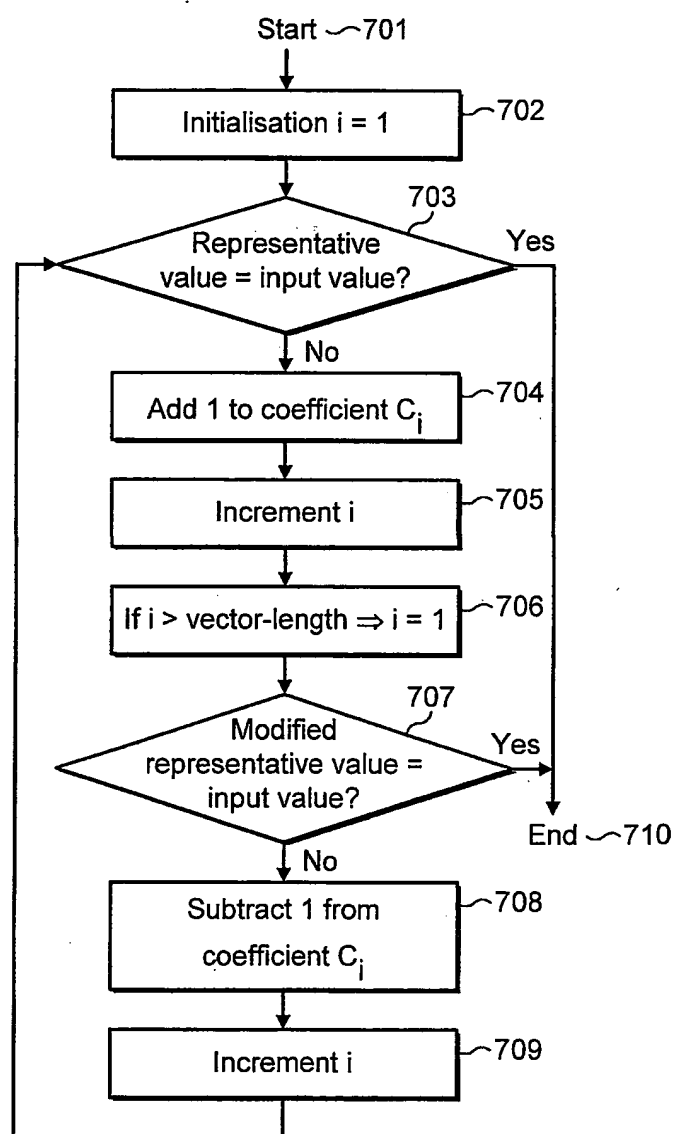 Start 701
Initialisation i = 1 702
703
Representative
value = input value?
Yes
No
Add 1 to coefficient Ci 704
Increment i 705
If i > vector-length ⇒ i = 1 706
707
Modified
representative value =
input value?
Yes
End 710
No
Subtract 1 from
coefficient Ci
708
Increment i 709